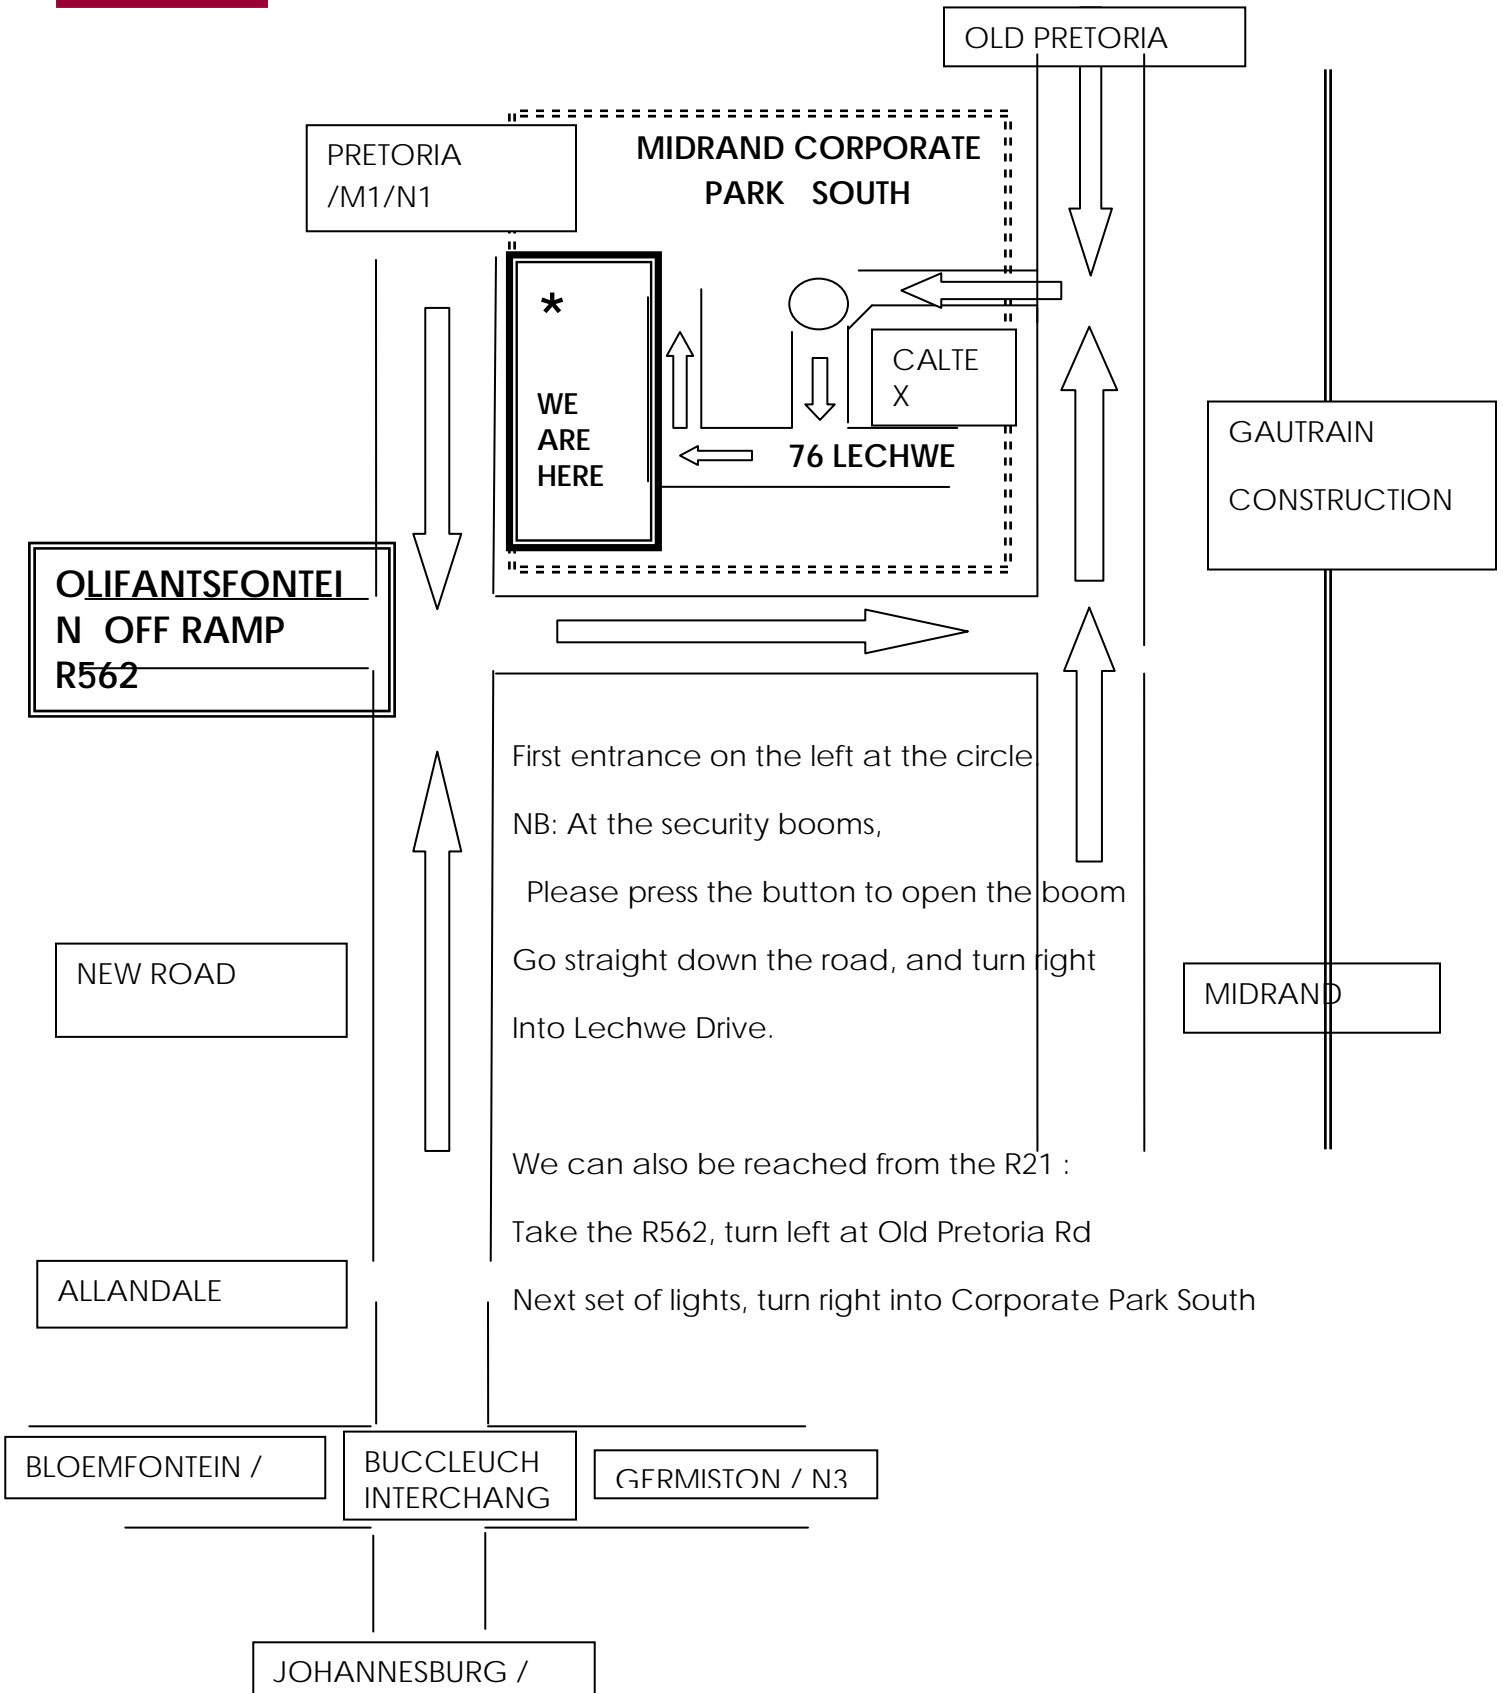 OLD PRETORIA
PRETORIA
/M1/N1
MIDRAND CORPORATE
PARK SOUTH
*
WE
ARE
HERE
CALTE
X
76 LECHWE
GAUTRAIN
CONSTRUCTION
OLIFANTSFONTEI
N OFF RAMP
R562
First entrance on the left at the circle.
NB: At the security booms,
Please press the button to open the boom
Go straight down the road, and turn right
Into Lechwe Drive.
NEW ROAD
MIDRAND
We can also be reached from the R21 :
Take the R562, turn left at Old Pretoria Rd
Next set of lights, turn right into Corporate Park South
ALLANDALE
BLOEMFONTEIN /
BUCCLEUCH
INTERCHANG
GERMISTON / N3
JOHANNESBURG /